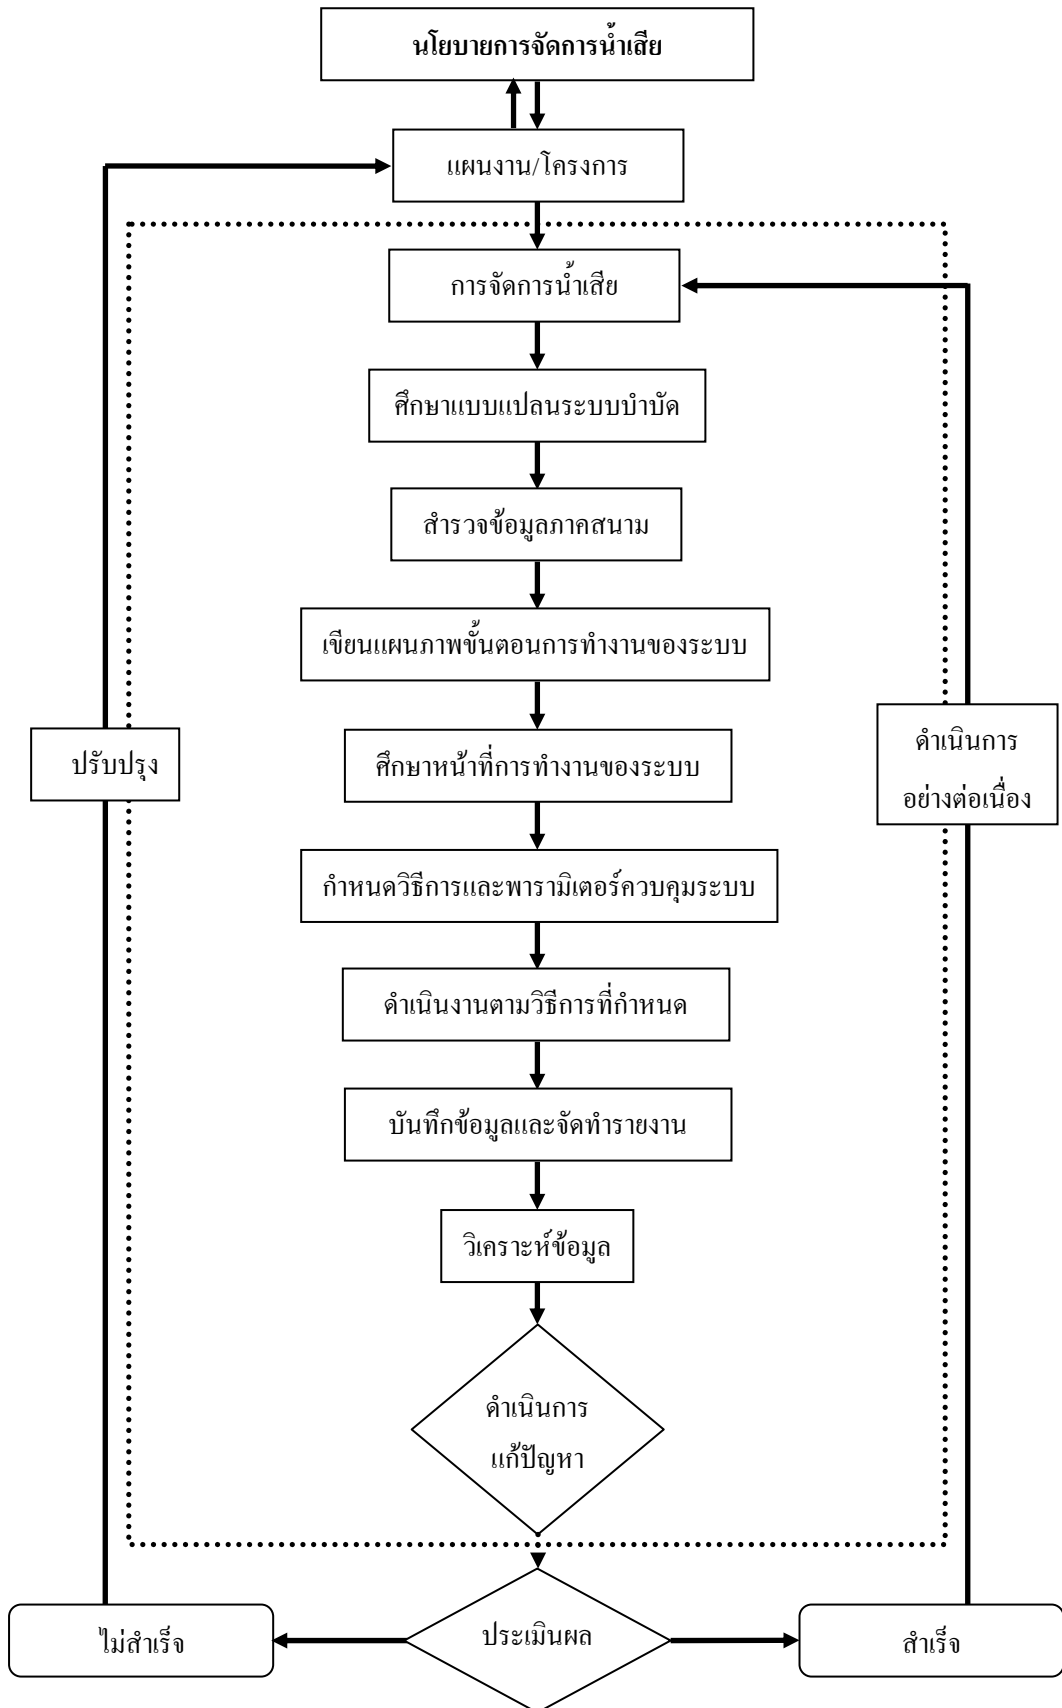 นโยบายการจัดการน้ำเสีย
แผนงาน/โครงการ
การจัดการน้ำเสีย
ศึกษาแบบแปลนระบบบำบัด
สำรวจข้อมูลภาคสนาม
เขียนแผนภาพขั้นตอนการทำงานของระบบ
ปรับปรุง
ศึกษาหน้าที่การทำงานของระบบ
ดำเนินการ
อย่างต่อเนื่อง
กำหนดวิธีการและพารามิเตอร์ควบคุมระบบ
ดำเนินงานตามวิธีการที่กำหนด
บันทึกข้อมูลและจัดทำรายงาน
วิเคราะห์ข้อมูล
ดำเนินการ
แก้ปัญหา
ไม่สำเร็จ
ประเมินผล
สำเร็จ